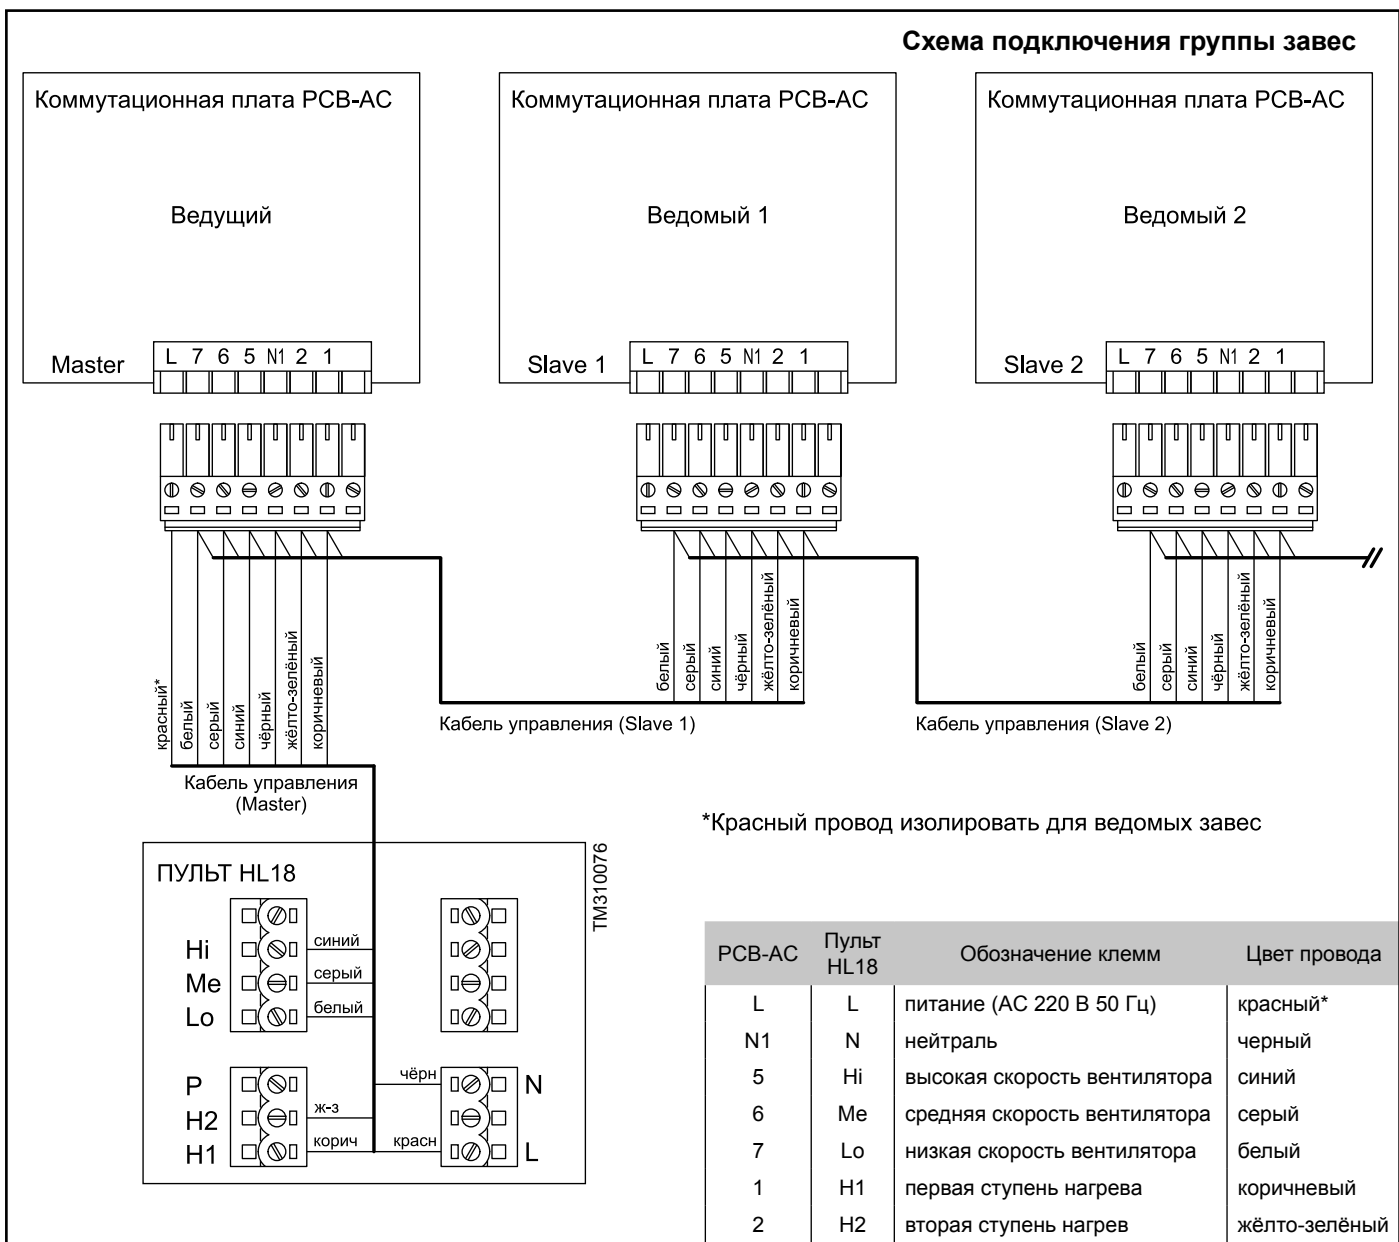 Схема подключения группы завес
Коммутационная плата PCB-AC
Ведущий
Master
L 7 6 5 N1 2 1
Коммутационная плата PCB-AC
Ведомый 1
Slave 1
L 7 6 5 N1 2 1
Коммутационная плата PCB-AC
Ведомый 2
Slave 2
L 7 6 5 N1 2 1
красный*
белый
серый
синий
чёрный
жёлто-зелёный
коричневый
белый
серый
синий
чёрный
жёлто-зелёный
коричневый
белый
серый
синий
чёрный
жёлто-зелёный
коричневый
Кабель управления (Slave 1)
Кабель управления (Slave 2)
Кабель управления
(Master)
*Красный провод изолировать для ведомых завес
ПУЛЬТ HL18
TM310076
Hi
синий
Me
серый
Lo
белый
P
чёрн
N
H2
ж-з
H1
корич
красн
L
PCB-AC Пульт HL18 Обозначение клемм Цвет провода
L L питание (AC 220 В 50 Гц) красный*
N1 N нейтраль черный
5 Hi высокая скорость вентилятора синий
6 Me средняя скорость вентилятора серый
7 Lo низкая скорость вентилятора белый
1 H1 первая ступень нагрева коричневый
2 H2 вторая ступень нагрев жёлто-зелёный